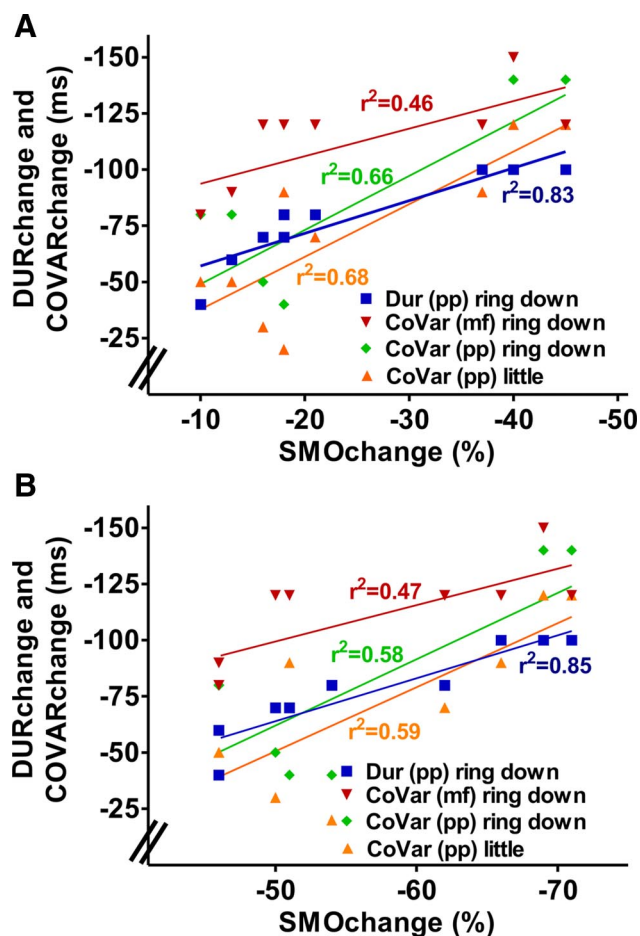 A
DURchange and
COVARchange (ms)
-150
-125
-100
-75
-50
-25
r²=0.46
r²=0.66
r²=0.83
r²=0.68
Dur (pp) ring down
CoVar (mf) ring down
CoVar (pp) ring down
CoVar (pp) little
-10 -20 -30 -40 -50
SMOchange (%)
B
DURchange and
COVARchange (ms)
-150
-125
-100
-75
-50
-25
r²=0.47
r²=0.58
r²=0.85
r²=0.59
Dur (pp) ring down
CoVar (mf) ring down
CoVar (pp) ring down
CoVar (pp) little
-50 -60 -70
SMOchange (%)